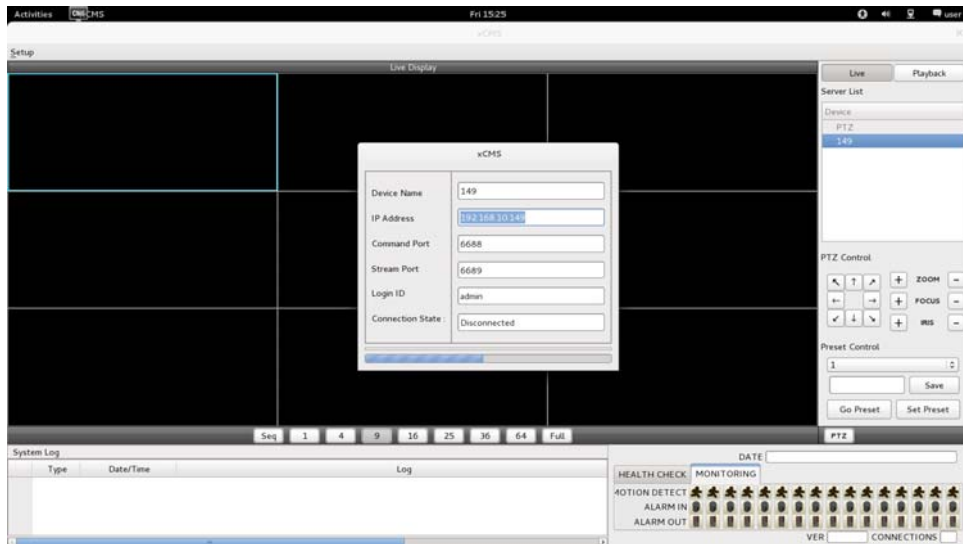 Activities CMS xCMS Fri 15:25 user
xCMS
Setup
Live Display
Live Playback
Server List
Device
PTZ
149
xCMS
Device Name 149
IP Address 192.168.10.149
Command Port 6688
Stream Port 6689
Login ID admin
Connection State : Disconnected
PTZ Control
+ ZOOM -
+ FOCUS -
+ IRIS -
Preset Control
1
Save
Go Preset Set Preset
Seq 1 4 9 16 25 36 64 Full PTZ
System Log
Type Date/Time Log
DATE
HEALTH CHECK MONITORING
MOTION DETECT
ALARM IN
ALARM OUT
VER CONNECTIONS